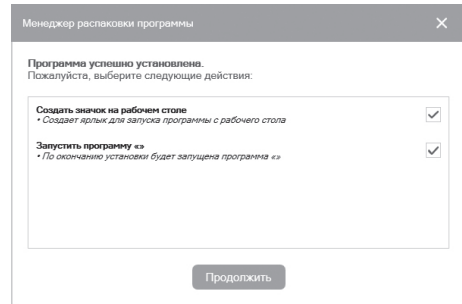 Менеджер распаковки программы
Программа успешно установлена.
Пожалуйста, выберите следующие действия:
Создать значок на рабочем столе
• Создает ярлык для запуска программы с рабочего стола
Запустить программу «»
• По окончанию установки будет запущена программа «»
Продолжить